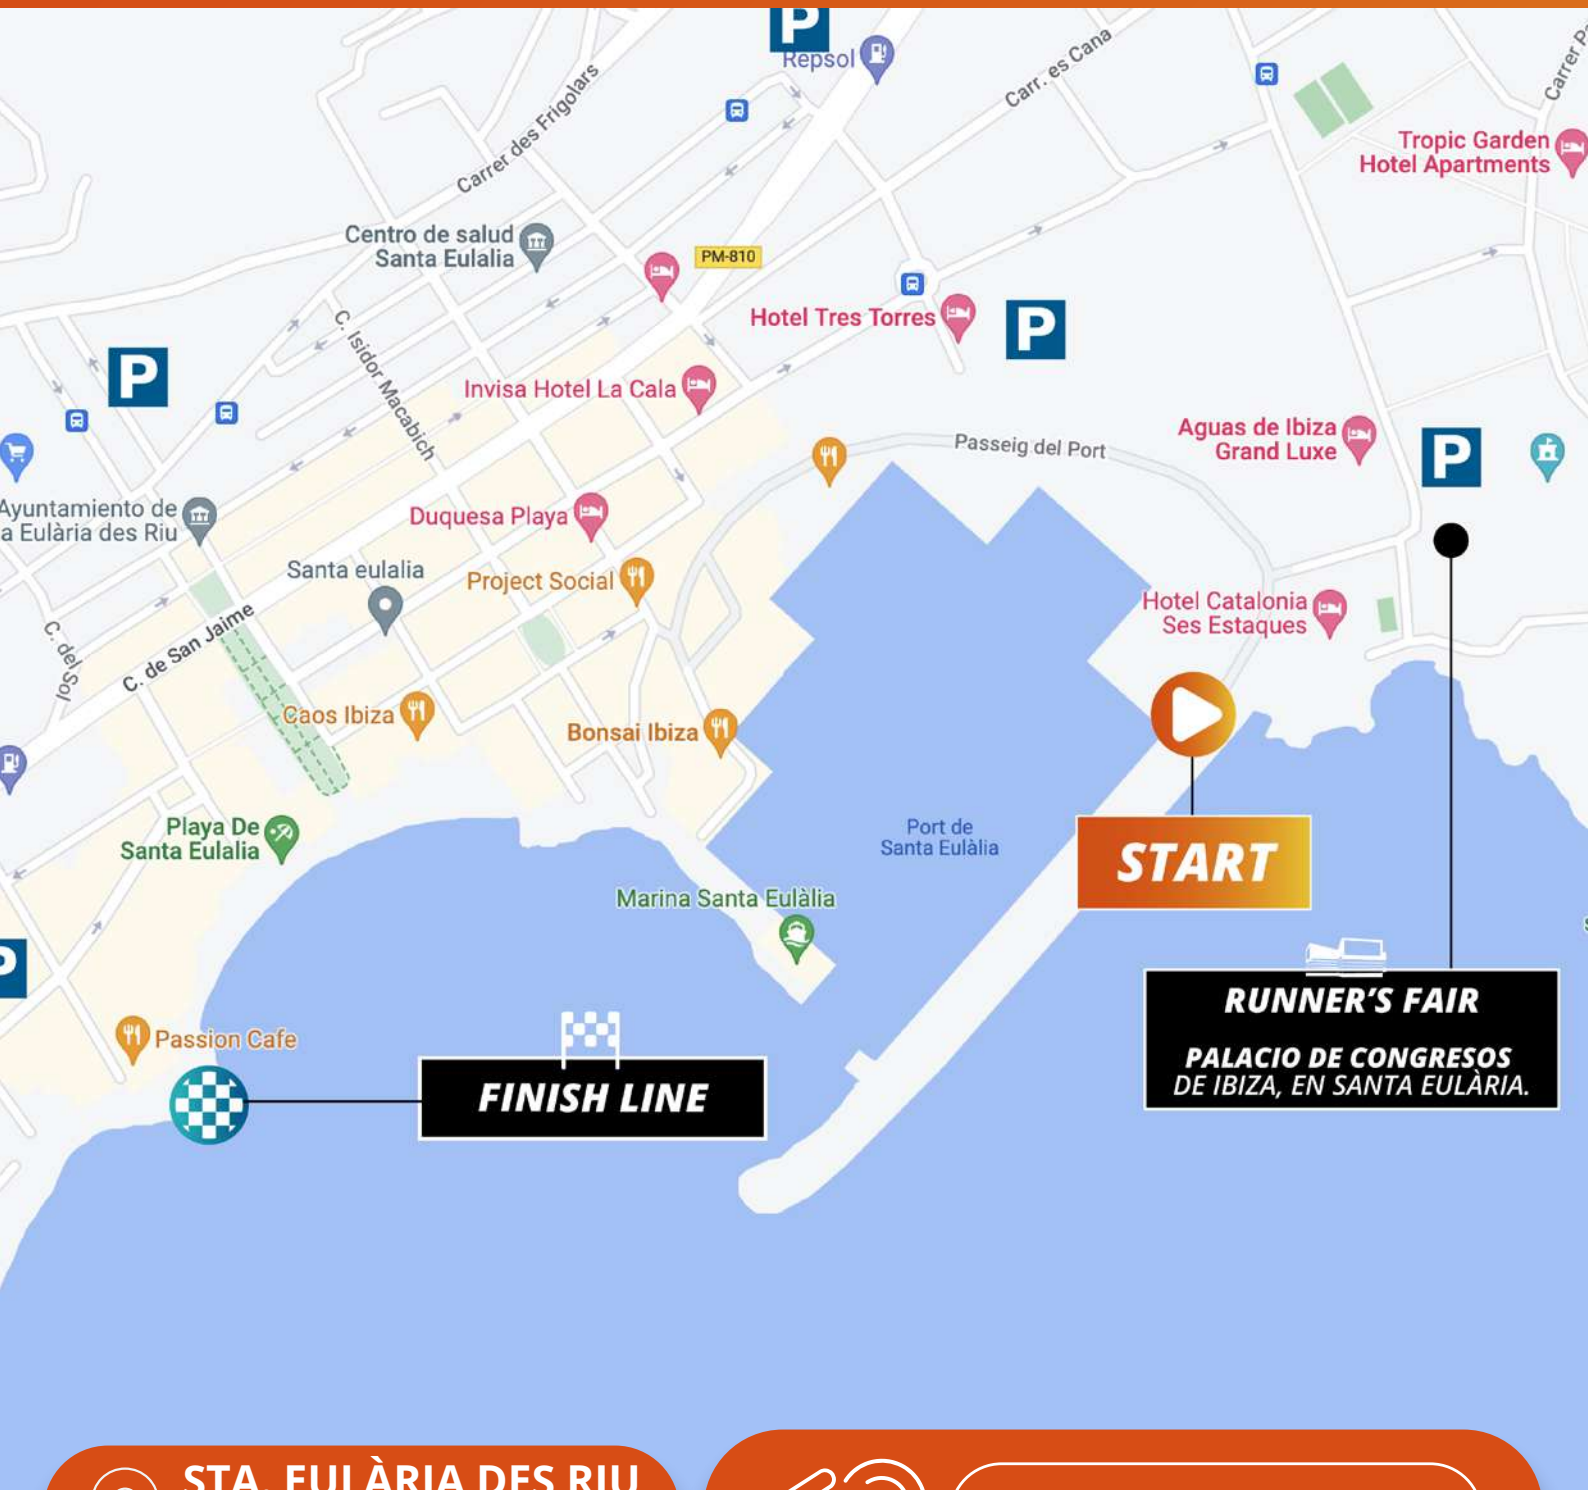 P
Repsol
Carr. es Cana
Carrer des Frigolars
Tropic Garden
Hotel Apartments
Centro de salud
Santa Eulalia
PM-810
Hotel Tres Torres
P
C. Isidor Macabich
P
Invisa Hotel La Cala
Passeig del Port
Aguas de Ibiza
Grand Luxe
P
Ayuntamiento de
a Eulària des Riu
Duquesa Playa
Santa eulalia
Project Social
Hotel Catalonia
Ses Estaques
C. de San Jaime
C. del Sol
Caos Ibiza
Bonsai Ibiza
Playa De
Santa Eulalia
Port de
Santa Eulàlia
START
Marina Santa Eulàlia
P
RUNNER'S FAIR
PALACIO DE CONGRESOS
DE IBIZA, EN SANTA EULÀRIA.
Passion Cafe
FINISH LINE
STA. EULÀRIA DES RIU